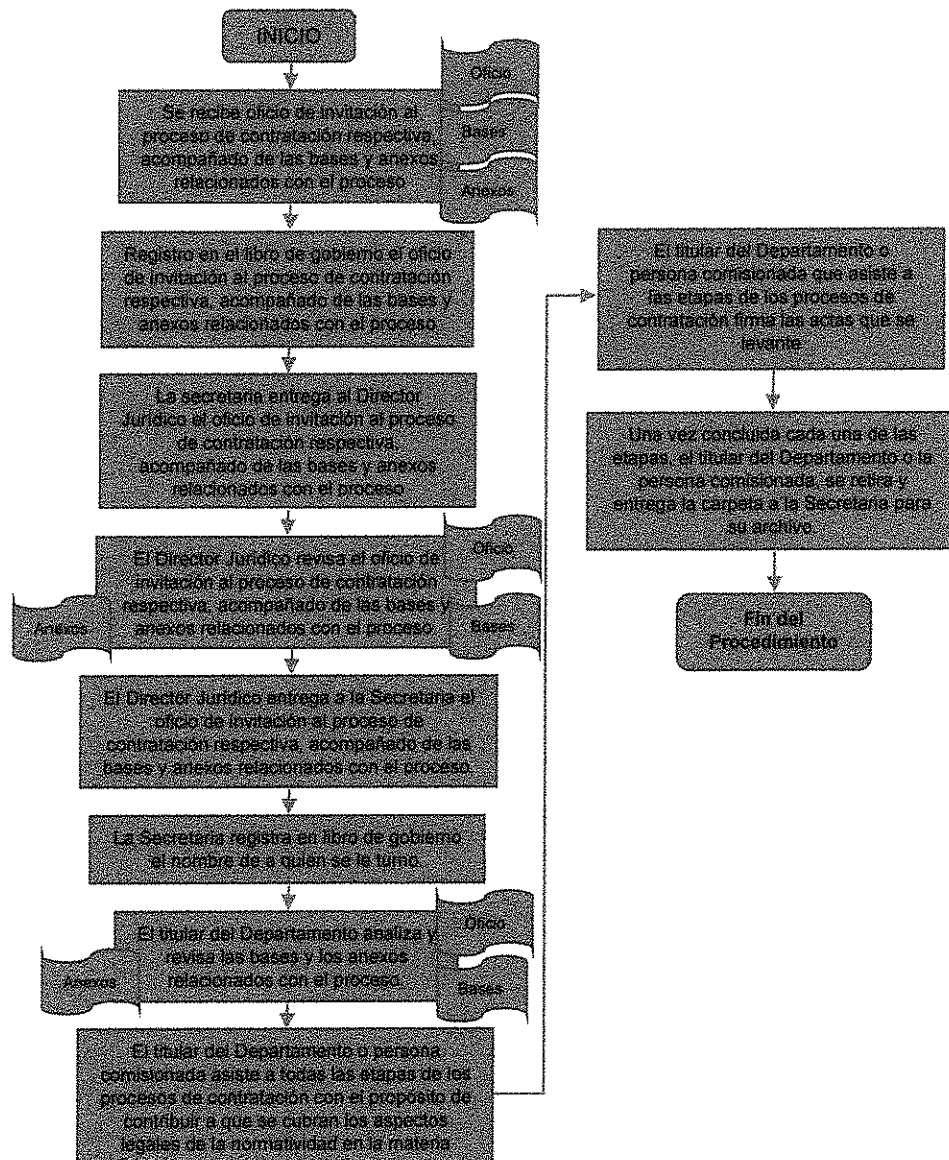 INICIO
Oficio
Bases
Anexos
Se recibe oficio de invitación al
proceso de contratación respectiva,
acompañado de las bases y anexos
relacionados con el proceso
Registro en el libro de gobierno el oficio
de invitación al proceso de contratación
respectiva, acompañado de las bases y
anexos relacionados con el proceso
La secretaria entrega al Director
Jurídico el oficio de invitación al proceso
de contratación respectiva,
acompañado de las bases y anexos
relacionados con el proceso
El Director Jurídico revisa el oficio de
invitación al proceso de contratación
respectiva, acompañado de las bases y
anexos relacionados con el proceso
Oficio
Anexos
Bases
El Director Jurídico entrega a la Secretaria el
oficio de invitación al proceso de
contratación respectiva, acompañado de las
bases y anexos relacionados con el proceso.
La Secretaria registra en libro de gobierno
el nombre de a quien se le turno.
El titular del Departamento analiza y
revisa las bases y los anexos
relacionados con el proceso.
Oficio
Anexos
Bases
El titular del Departamento o persona
comisionada asiste a todas las etapas de los
procesos de contratación con el propósito de
contribuir a que se cubran los aspectos
legales de la normatividad en la materia
El titular del Departamento o
persona comisionada que asiste a
las etapas de los procesos de
contratación firma las actas que se
levante
Una vez concluida cada una de las
etapas, el titular del Departamento o la
persona comisionada, se retira y
entrega la carpeta a la Secretaria para
su archivo.
Fin del
Procedimiento